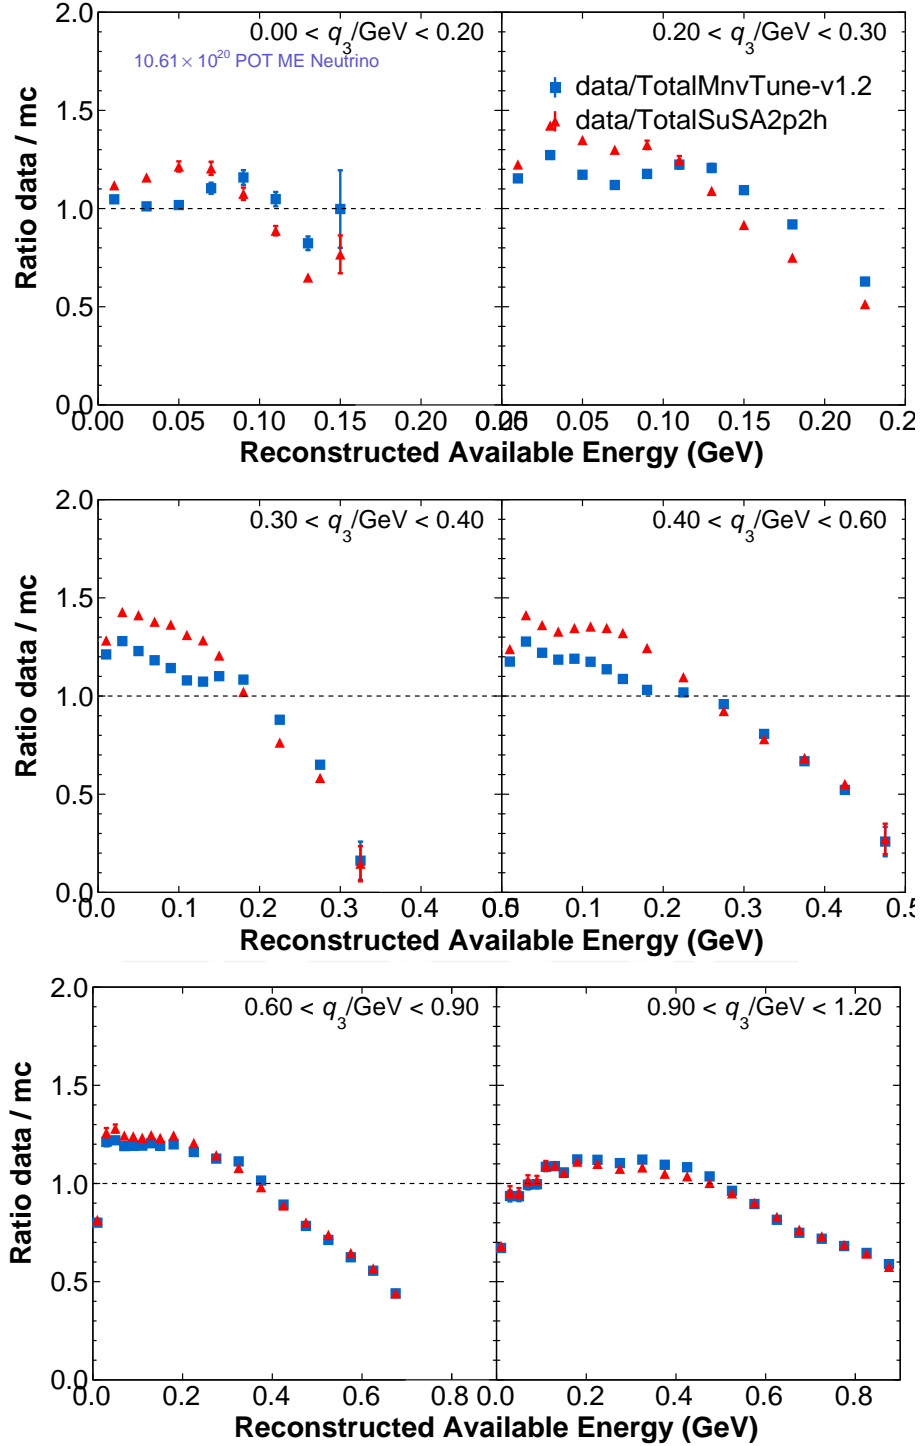 0.00 < q3/GeV < 0.20
0.20 < q3/GeV < 0.30
10.61 × 10^20 POT ME Neutrino
data/TotalMnvTune-v1.2
data/TotalSuSA2p2h
Ratio data / mc
2.0
1.5
1.0
0.5
0.0
0.00 0.05 0.10 0.15 0.20
0.05 0.10 0.15 0.20
Reconstructed Available Energy (GeV)
0.30 < q3/GeV < 0.40
0.40 < q3/GeV < 0.60
Ratio data / mc
2.0
1.5
1.0
0.5
0.0
0.0 0.1 0.2 0.3 0.4
0.1 0.2 0.3 0.4 0.5
Reconstructed Available Energy (GeV)
0.60 < q3/GeV < 0.90
0.90 < q3/GeV < 1.20
Ratio data / mc
2.0
1.5
1.0
0.5
0.0
0.0 0.2 0.4 0.6 0.8
0.0 0.2 0.4 0.6 0.8
Reconstructed Available Energy (GeV)